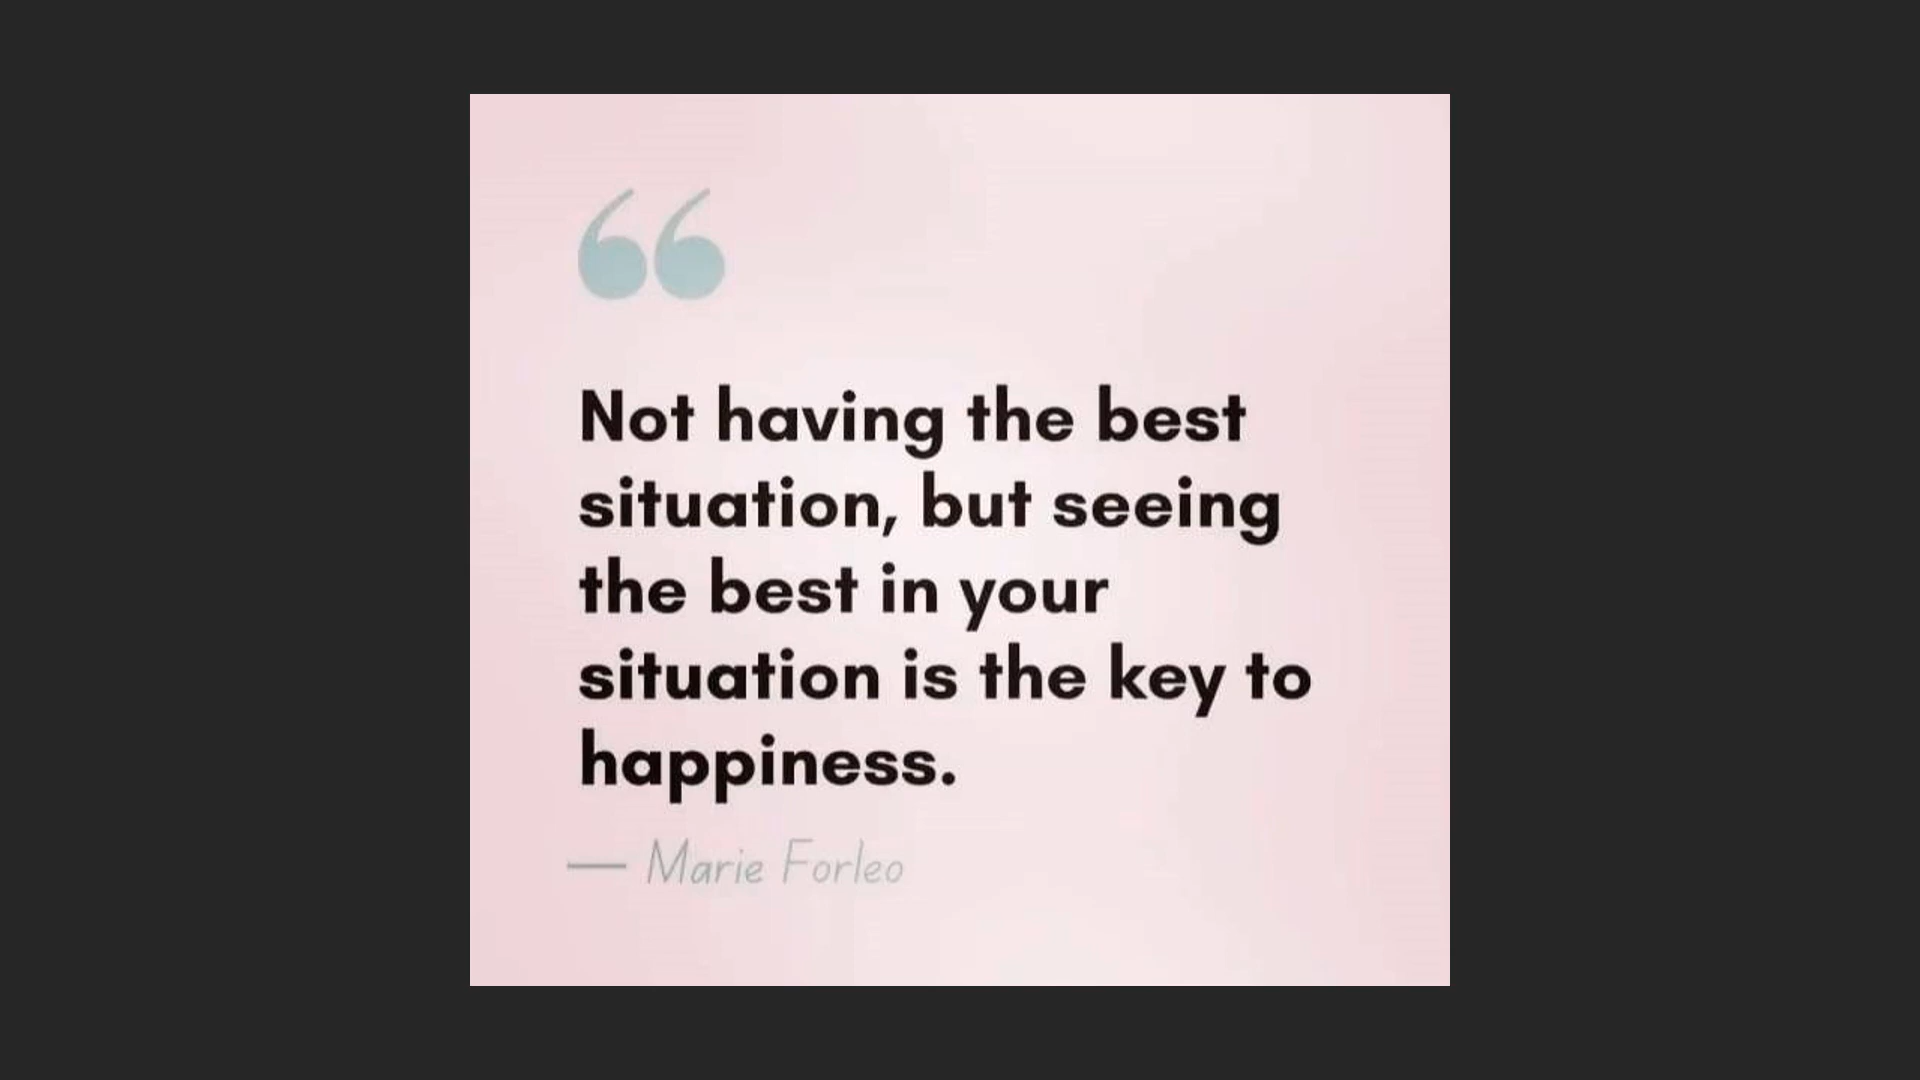 “
Not having the best
situation, but seeing
the best in your
situation is the key to
happiness.
— Marie Forleo